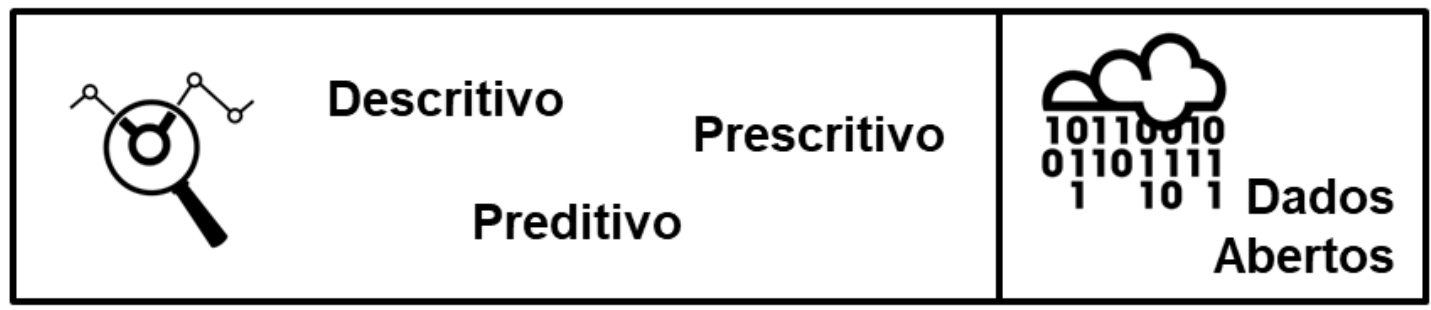 Descritivo
Prescritivo
Preditivo
10110010
01101111
1 10 1
Dados
Abertos